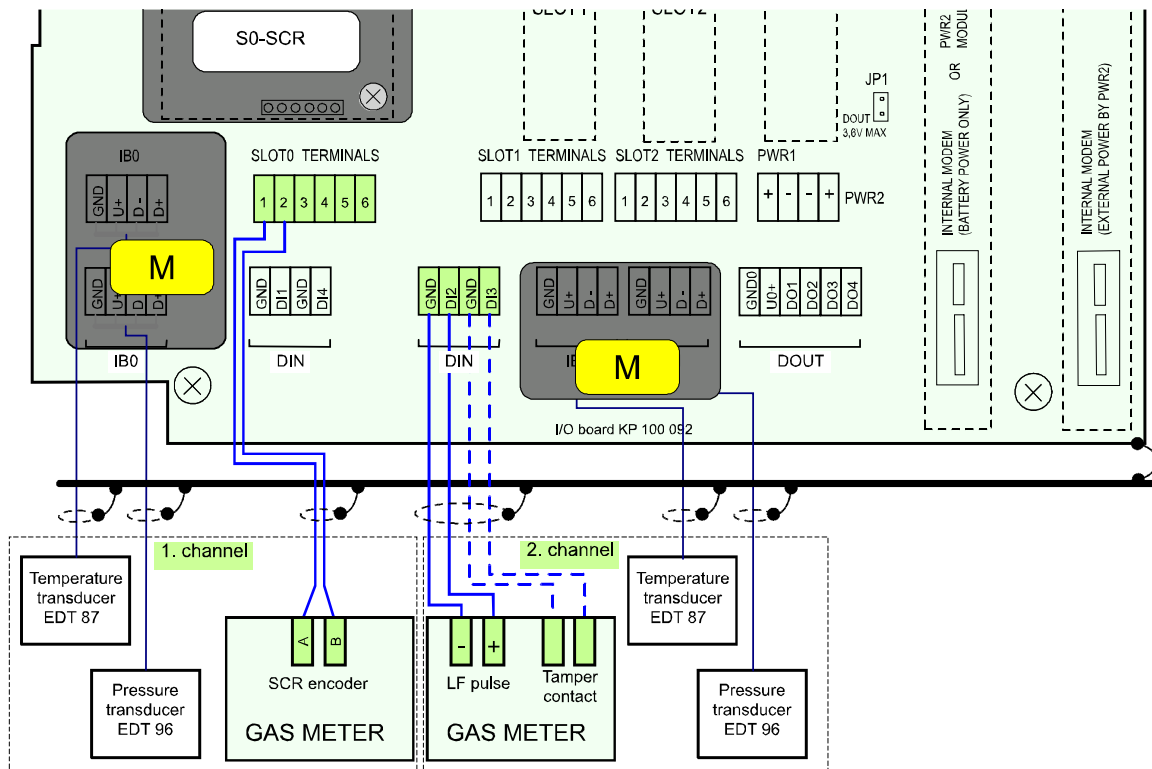 SLOT1
SLOT2
S0-SCR
PWR2
MODUL
OR
INTERNAL MODEM
(BATTERY POWER ONLY)
INTERNAL MODEM
(EXTERNAL POWER BY PWR2)
JP1
DOUT
3,6V MAX
IB0
SLOT0 TERMINALS
SLOT1 TERMINALS
SLOT2 TERMINALS
PWR1
GND U+ D- D+
1 2 3 4 5 6
1 2 3 4 5 6
1 2 3 4 5 6
+ - - +
PWR2
M
GND U+ D D+
GND DI1 GND DI4
GND DI2 GND DI3
GND U+ D- D+
GND U+ D- D+
GND0 U0+ DO1 DO2 DO3 DO4
IB0
DIN
DIN
M
DOUT
I/O board KP 100 092
1. channel
2. channel
Temperature
transducer
EDT 87
Pressure
transducer
EDT 96
A B
SCR encoder
GAS METER
- +
LF pulse
Tamper
contact
GAS METER
Temperature
transducer
EDT 87
Pressure
transducer
EDT 96